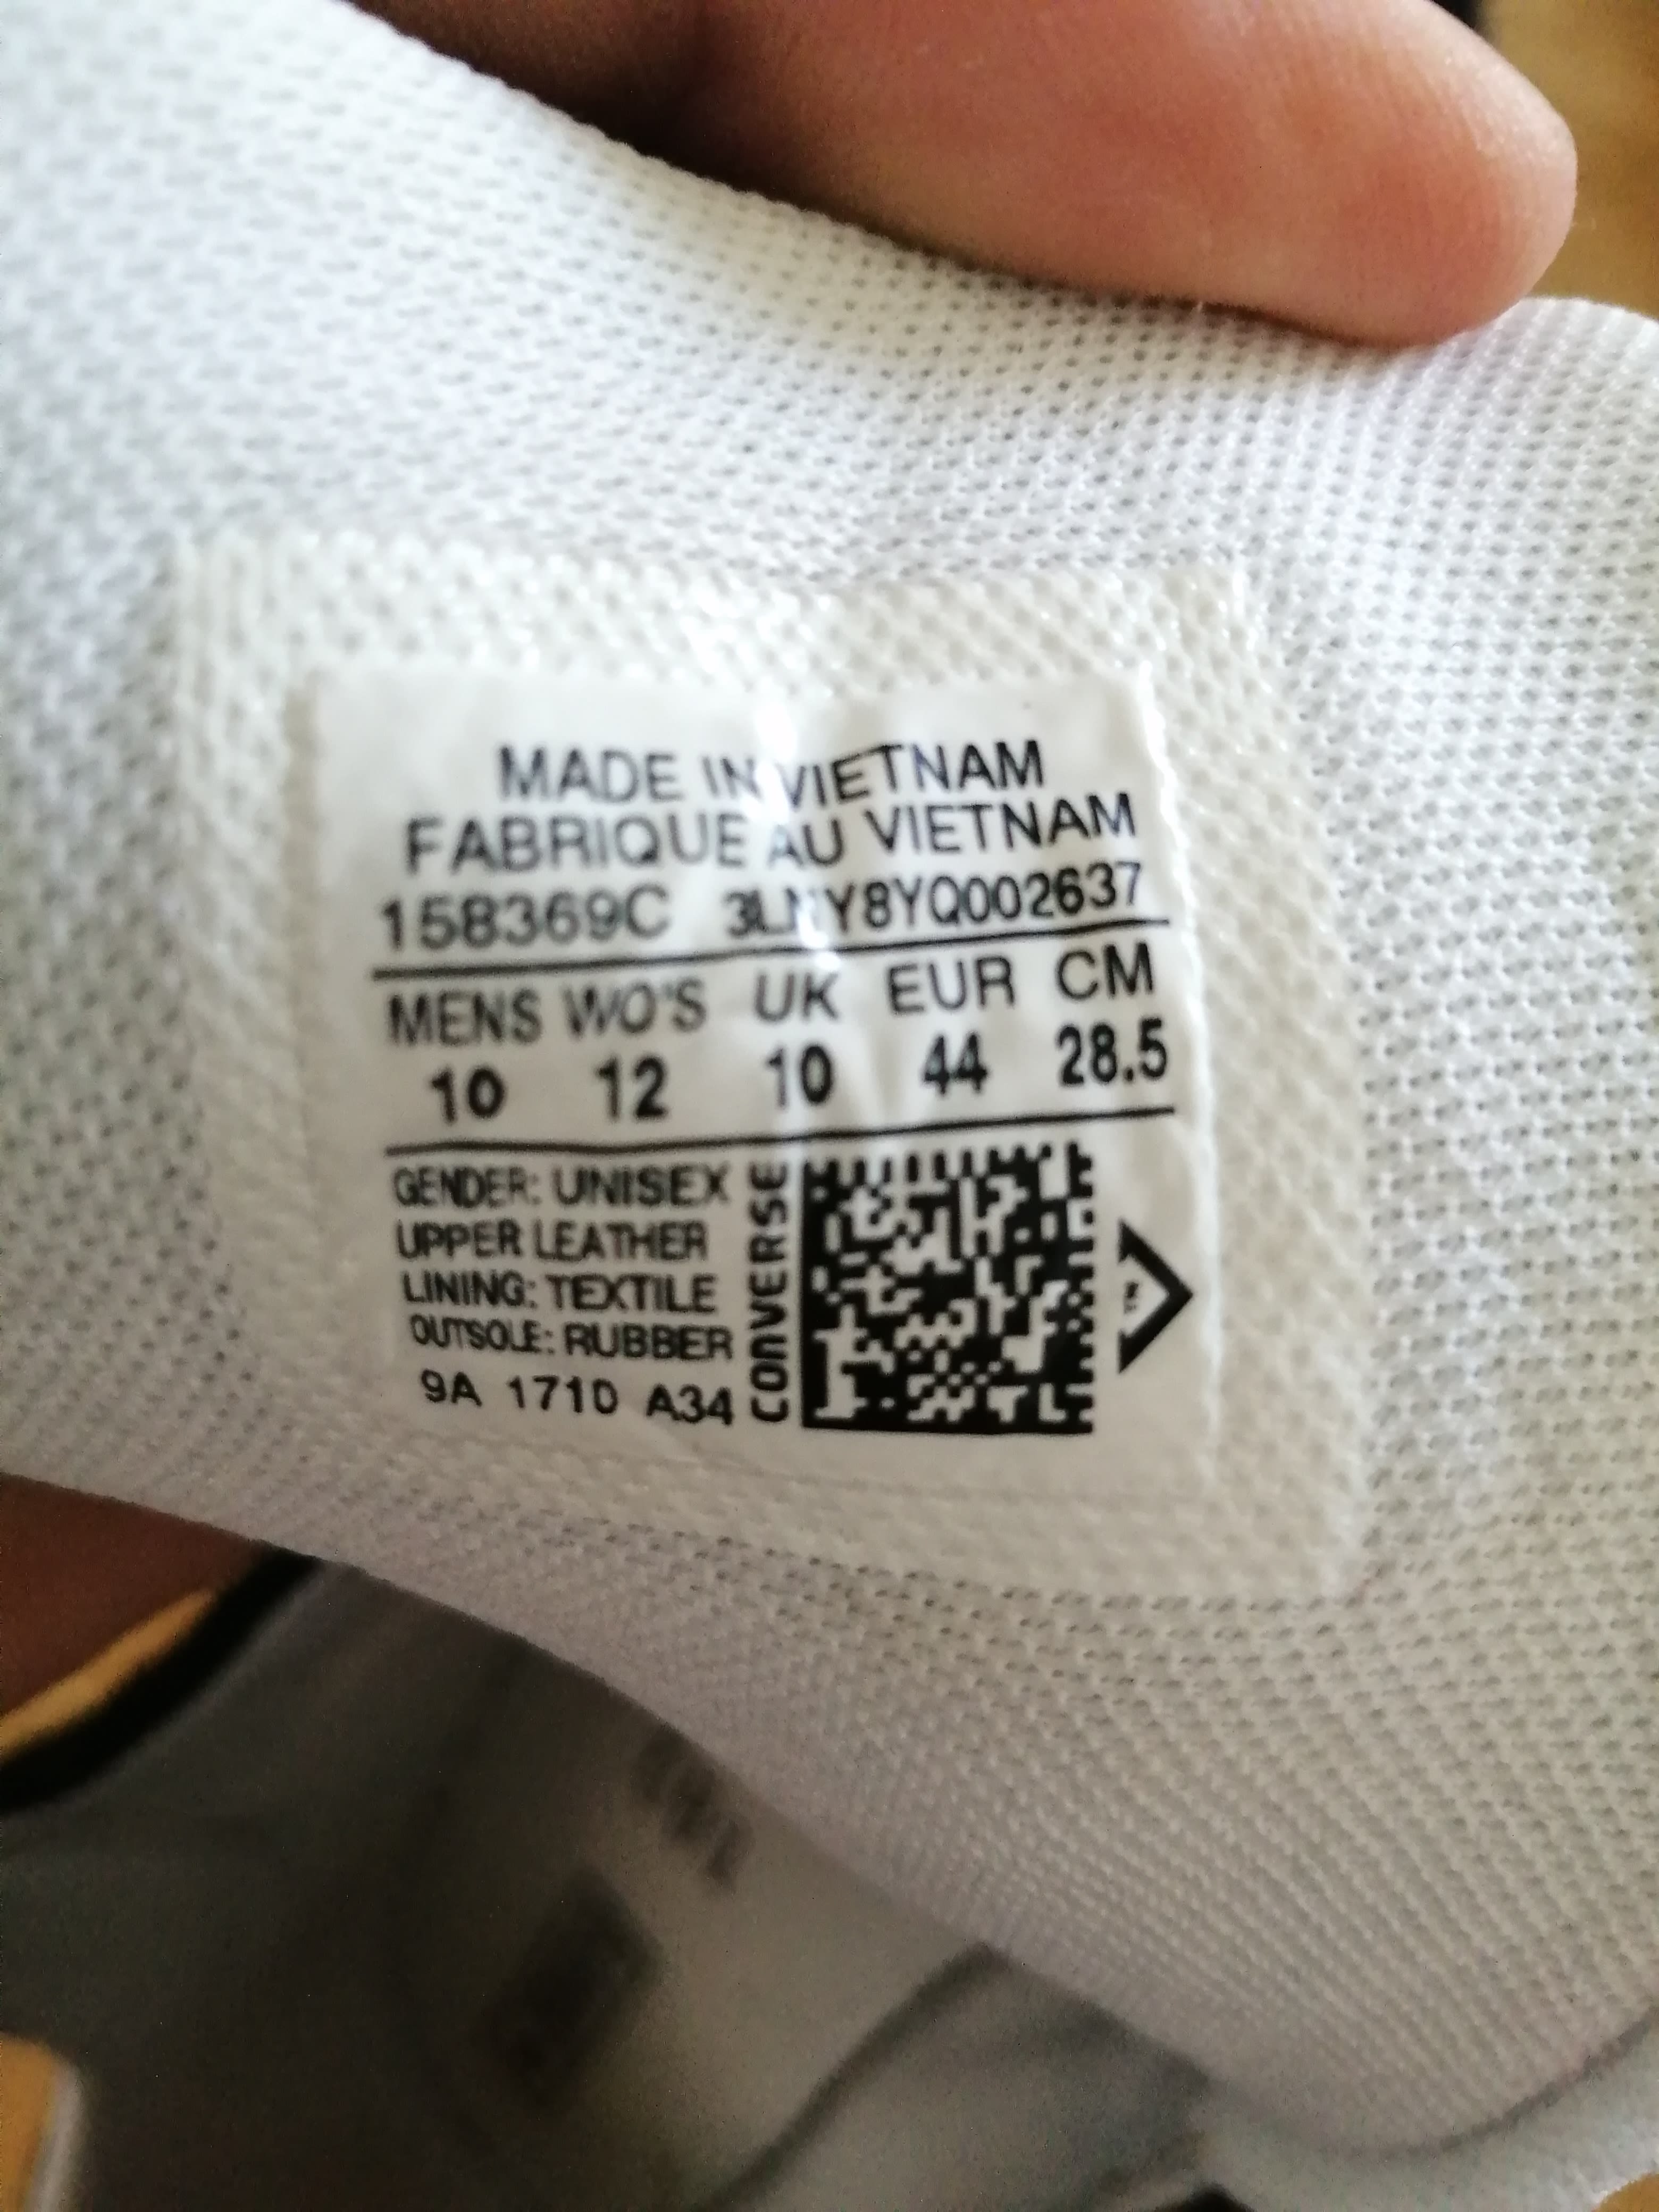 MADE IN VIETNAM
FABRIQUE AU VIETNAM
158369C 3LNY8YQ002637
MENS WO'S UK EUR CM
10 12 10 44 28.5
GENDER: UNISEX
UPPER LEATHER
LINING: TEXTILE
OUTSOLE: RUBBER
9A 1710 A34
CONVERSE